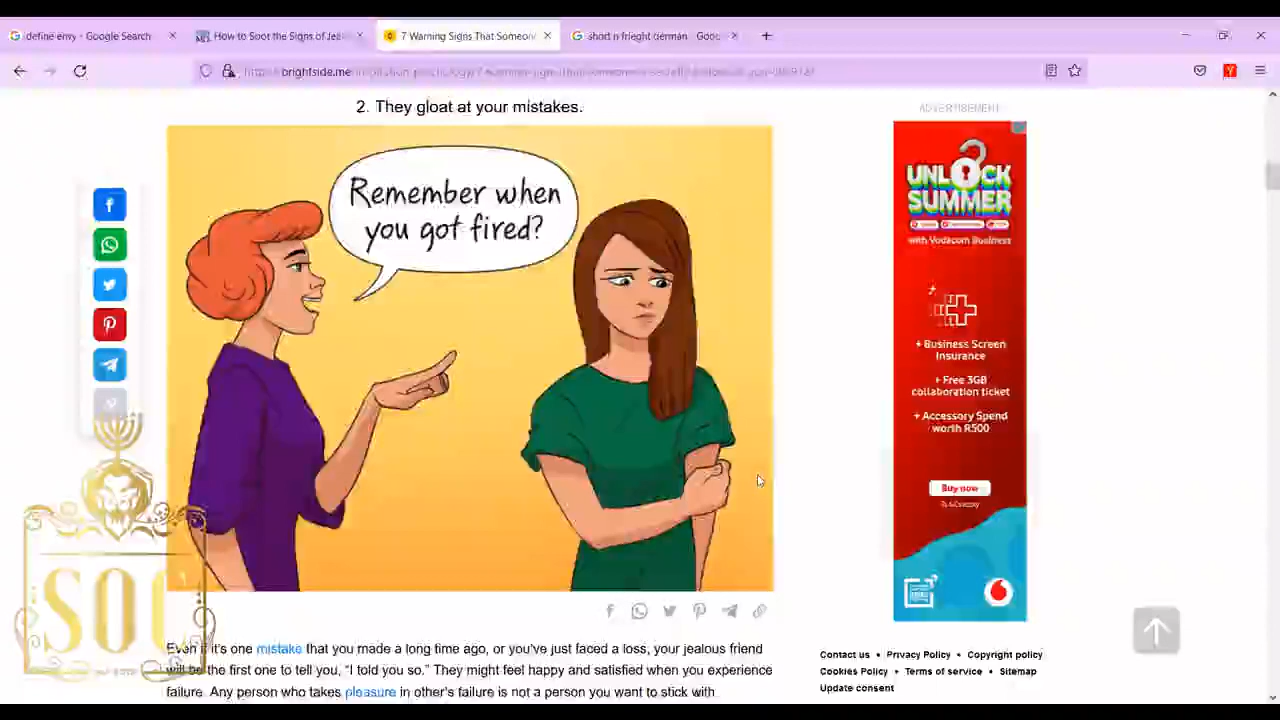 define envy - Google Search
How to Spot the Signs of Jea
7 Warning Signs That Someone
short n frieght german - Goog
brightside.me
2. They gloat at your mistakes.
Remember when
you got fired?
ADVERTISEMENT
UNLOCK
SUMMER
with Vodacom Business
+ Business Screen
Insurance
+ Free 3GB
collaboration ticket
+ Accessory Spend
worth R500
Buy now
Even if it's one mistake that you made a long time ago, or you've just faced a loss, your jealous friend
will be the first one to tell you, “I told you so.” They might feel happy and satisfied when you experience
failure. Any person who takes pleasure in other's failure is not a person you want to stick with
Contact us • Privacy Policy • Copyright policy
Cookies Policy • Terms of service • Sitemap
Update consent
SOC